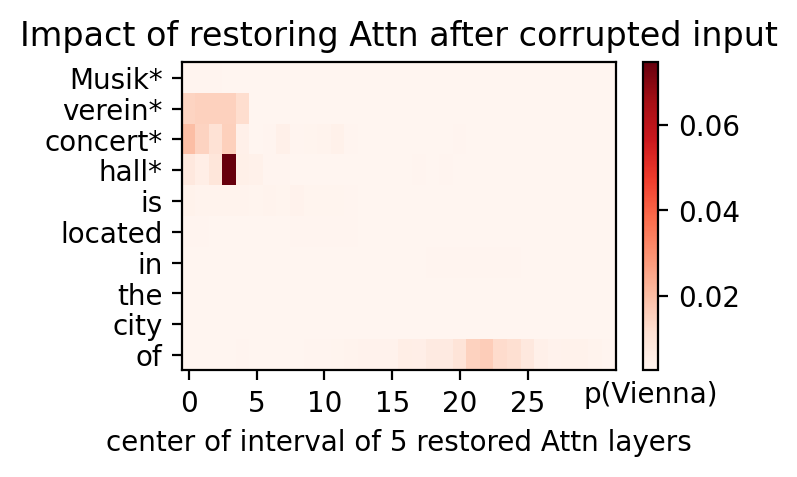 Impact of restoring Attn after corrupted input
Musik*
verein*
concert*
hall*
is
located
in
the
city
of
0 5 10 15 20 25
center of interval of 5 restored Attn layers
0.06
0.04
0.02
p(Vienna)